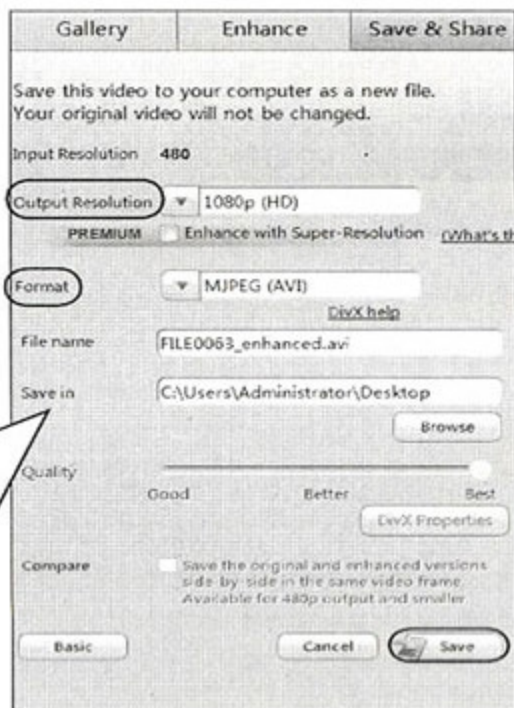 Gallery Enhance Save & Share
Save this video to your computer as a new file.
Your original video will not be changed.
Input Resolution 480
Output Resolution 1080p (HD)
PREMIUM Enhance with Super-Resolution (What's th
Format MJPEG (AVI)
DivX help
File name FILE0063_enhanced.avi
Save in C:\Users\Administrator\Desktop
Browse
Quality
Good Better Best
DivX Properties
Compare Save the original and enhanced versions
side-by-side in the same video frame.
Available for 480p output and smaller
Basic Cancel Save